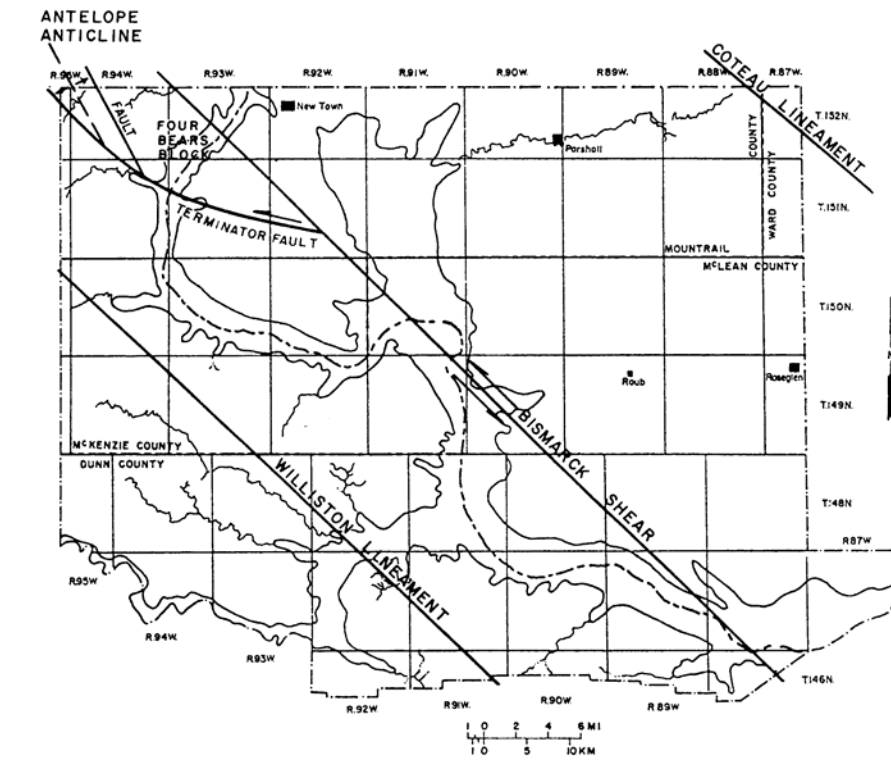 ANTELOPE
ANTICLINE
COTEAU LINEAMENT
R.95W.
R.94W.
R.93W.
R.92W.
R.91W.
R.90W.
R.89W.
R.88W.
R.87W.
FAULT
New Town
FOUR
BEARS
BLOCK
Parshall
COUNTY
WARD COUNTY
T.152N.
TERMINATOR FAULT
T.151N.
MOUNTRAIL
McLEAN COUNTY
T.150N.
Raub
Roseglen
T.149N.
BISMARCK SHEAR
McKENZIE COUNTY
DUNN COUNTY
WILLISTON LINEAMENT
T.148N
R87W
R95W
R.94W.
R.93W
T.146N.
R.92W
R.91W.
R.90W.
R89W
1 0 2 4 6 MI
1 0 5 10 KM